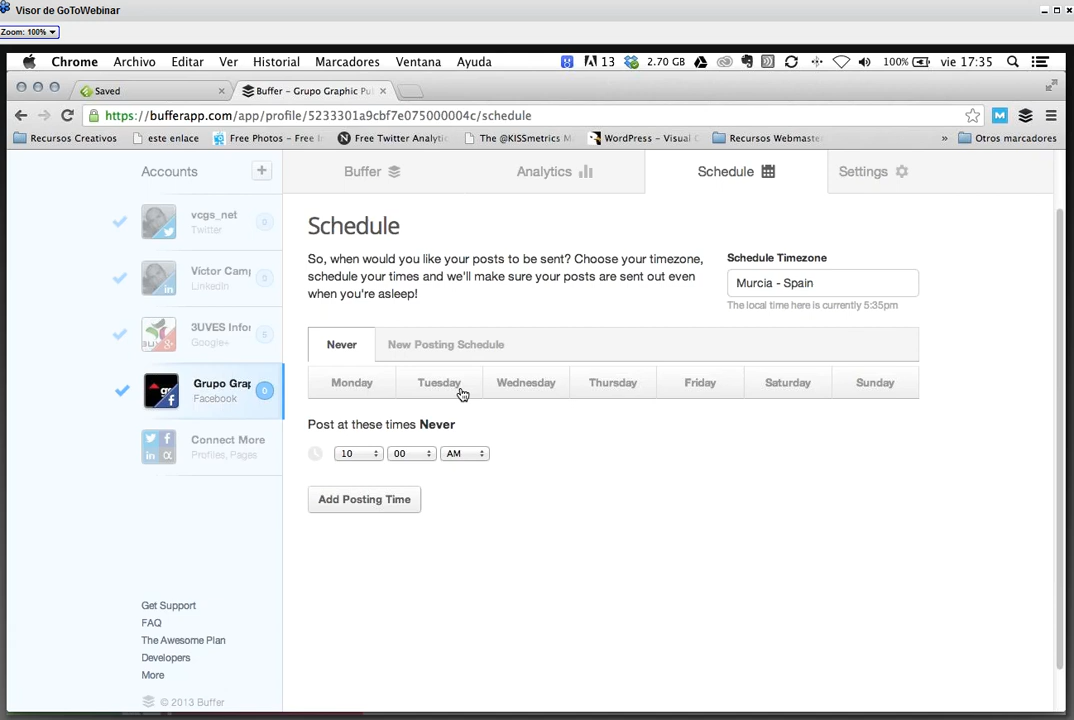 Visor de GoToWebinar
Zoom: 100%
Chrome Archivo Editar Ver Historial Marcadores Ventana Ayuda 13 2.70 GB 100% vie 17:35
Saved
Buffer – Grupo Graphic Pu
https://bufferapp.com/app/profile/5233301a9cbf7e075000004c/schedule
Recursos Creativos este enlace Free Photos – Free I Free Twitter Analytic The @KISSmetrics M WordPress – Visual Recursos Webmaste » Otros marcadores
Accounts +
Buffer Analytics Schedule Settings
vcgs_net
Twitter
0
Víctor Camp
LinkedIn
0
3UVES Infor
Google+
Grupo Grap
Facebook
0
Connect More
Profiles, Pages
Schedule
So, when would you like your posts to be sent? Choose your timezone,
schedule your times and we'll make sure your posts are sent out even
when you're asleep!
Schedule Timezone
Murcia - Spain
The local time here is currently 5:35pm
Never New Posting Schedule
Monday Tuesday Wednesday Thursday Friday Saturday Sunday
Post at these times Never
10 00 AM
Add Posting Time
Get Support
FAQ
The Awesome Plan
Developers
More
© 2013 Buffer